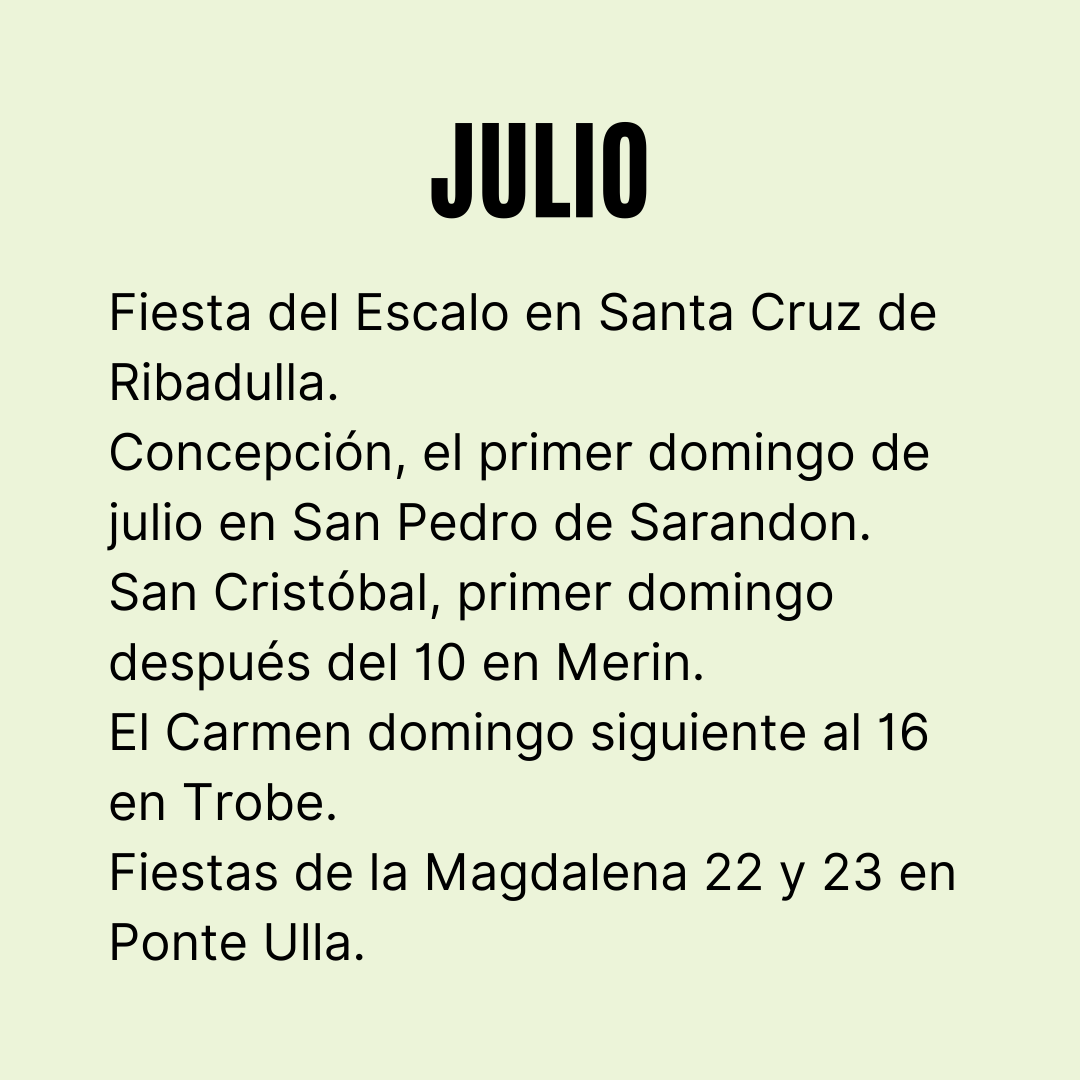 JULIO
Fiesta del Escalo en Santa Cruz de
Ribadulla.
Concepción, el primer domingo de
julio en San Pedro de Sarandon.
San Cristóbal, primer domingo
después del 10 en Merin.
El Carmen domingo siguiente al 16
en Trobe.
Fiestas de la Magdalena 22 y 23 en
Ponte Ulla.